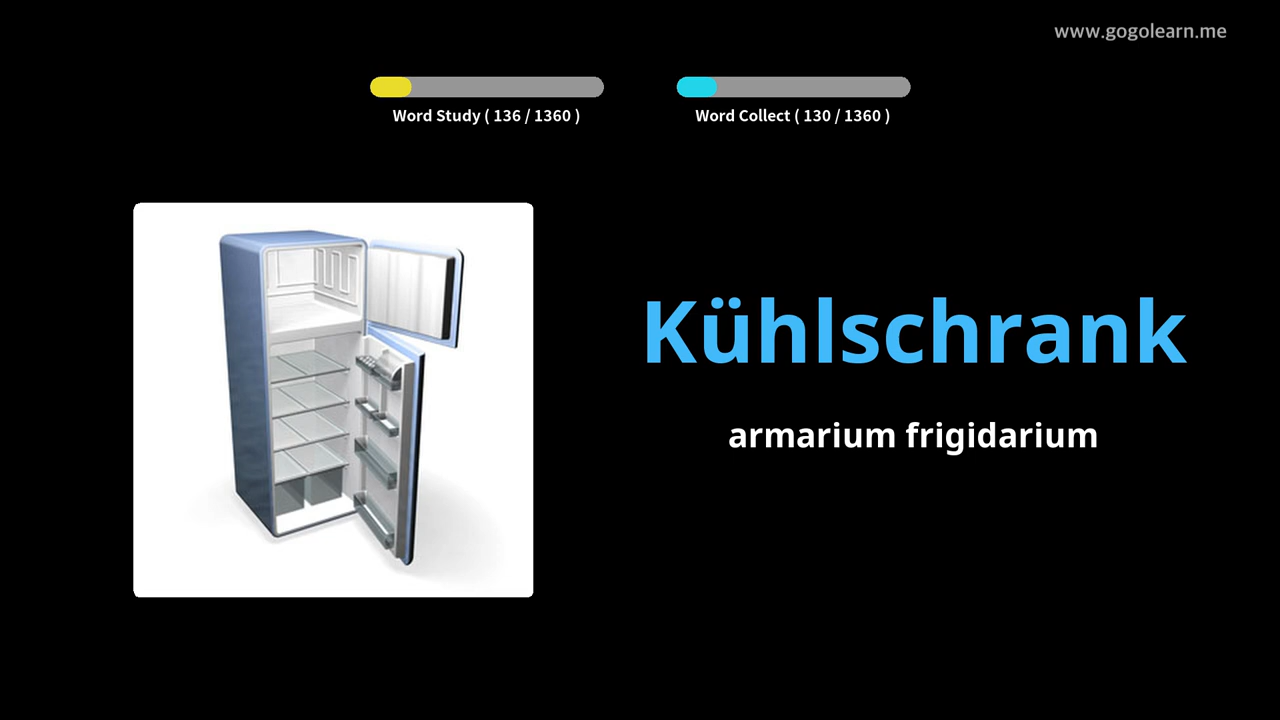 www.gogolearn.me
Word Study ( 136 / 1360 )
Word Collect ( 130 / 1360 )
Kühlschrank
armarium frigidarium